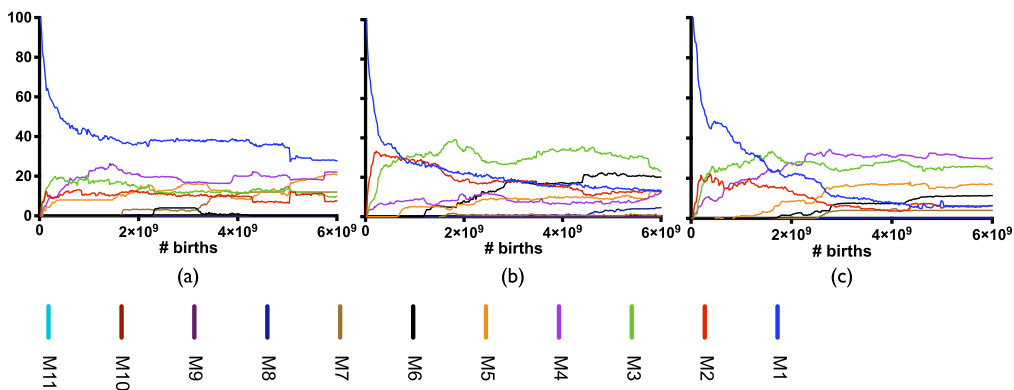 100
80
60
40
20
0
0 2×10⁹ 4×10⁹ 6×10⁹
# births
(a)
0 2×10⁹ 4×10⁹ 6×10⁹
# births
(b)
0 2×10⁹ 4×10⁹ 6×10⁹
# births
(c)
M11
M10
M9
M8
M7
M6
M5
M4
M3
M2
M1